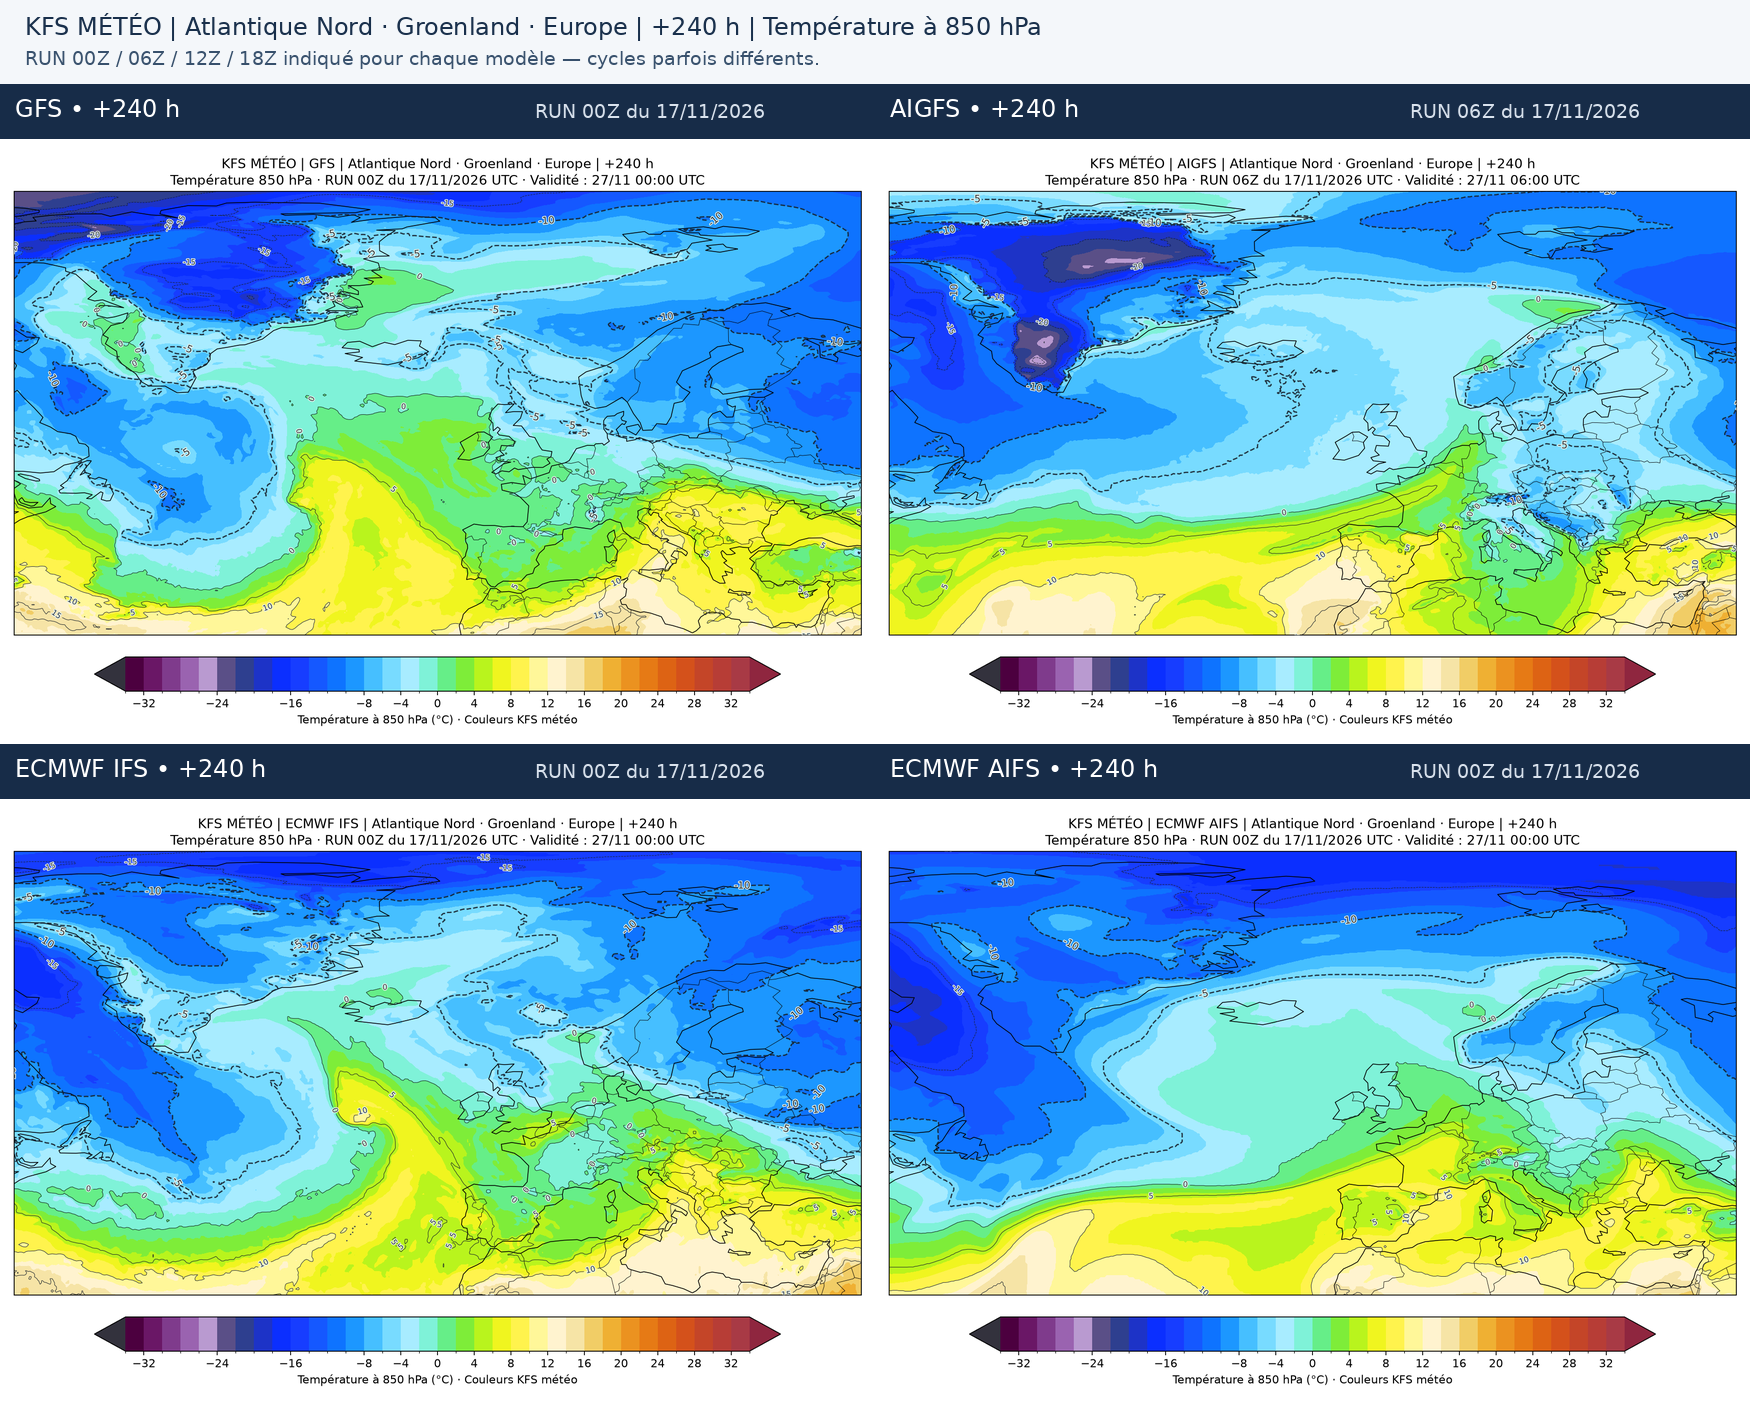 KFS MÉTÉO | Atlantique Nord · Groenland · Europe | +240 h | Température à 850 hPa
RUN 00Z / 06Z / 12Z / 18Z indiqué pour chaque modèle — cycles parfois différents.
GFS • +240 h
RUN 00Z du 17/11/2026
KFS MÉTÉO | GFS | Atlantique Nord · Groenland · Europe | +240 h
Température 850 hPa · RUN 00Z du 17/11/2026 UTC · Validité : 27/11 00:00 UTC
−32 −24 −16 −8 −4 0 4 8 12 16 20 24 28 32
Température à 850 hPa (°C) · Couleurs KFS météo
AIGFS • +240 h
RUN 06Z du 17/11/2026
KFS MÉTÉO | AIGFS | Atlantique Nord · Groenland · Europe | +240 h
Température 850 hPa · RUN 06Z du 17/11/2026 UTC · Validité : 27/11 06:00 UTC
−32 −24 −16 −8 −4 0 4 8 12 16 20 24 28 32
Température à 850 hPa (°C) · Couleurs KFS météo
ECMWF IFS • +240 h
RUN 00Z du 17/11/2026
KFS MÉTÉO | ECMWF IFS | Atlantique Nord · Groenland · Europe | +240 h
Température 850 hPa · RUN 00Z du 17/11/2026 UTC · Validité : 27/11 00:00 UTC
−32 −24 −16 −8 −4 0 4 8 12 16 20 24 28 32
Température à 850 hPa (°C) · Couleurs KFS météo
ECMWF AIFS • +240 h
RUN 00Z du 17/11/2026
KFS MÉTÉO | ECMWF AIFS | Atlantique Nord · Groenland · Europe | +240 h
Température 850 hPa · RUN 00Z du 17/11/2026 UTC · Validité : 27/11 00:00 UTC
−32 −24 −16 −8 −4 0 4 8 12 16 20 24 28 32
Température à 850 hPa (°C) · Couleurs KFS météo